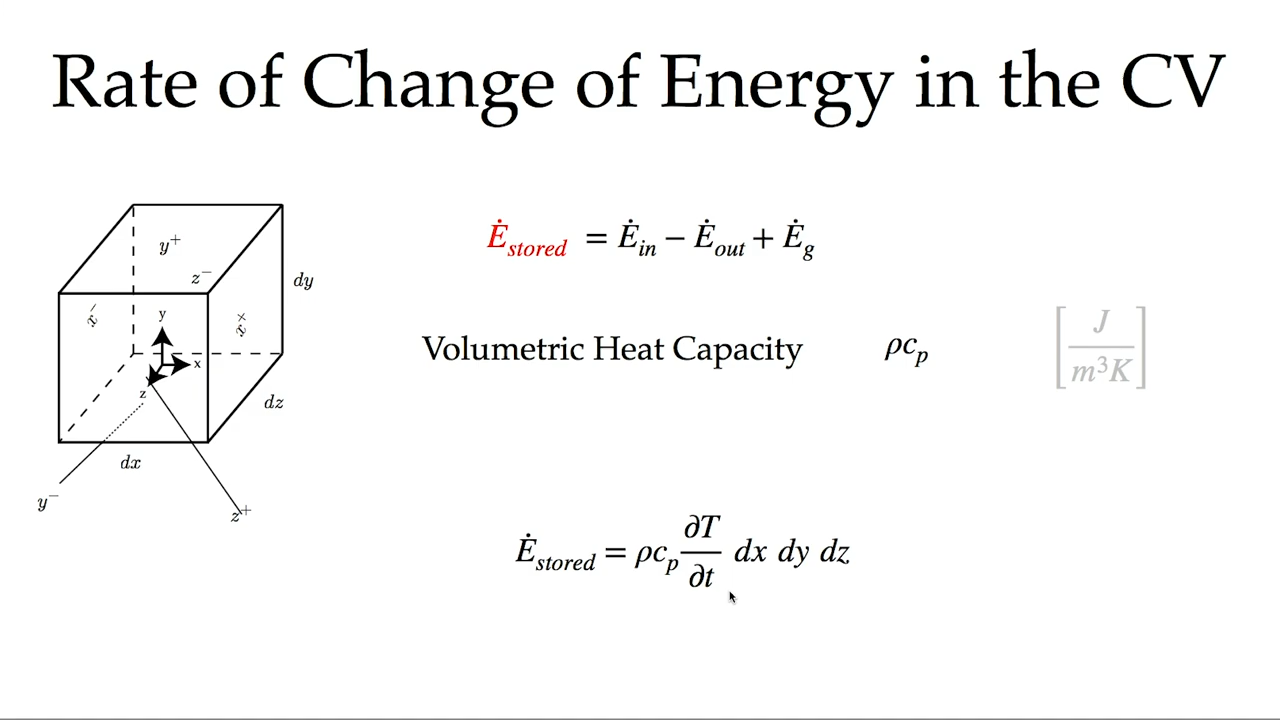 Rate of Change of Energy in the CV
Ė_stored = Ė_in − Ė_out + Ė_g
Volumetric Heat Capacity ρc_p [J/m³K]
Ė_stored = ρc_p ∂T/∂t dx dy dz
y⁺
z⁻
dy
x⁻
y
x⁺
x
z
dz
dx
y⁻
z⁺